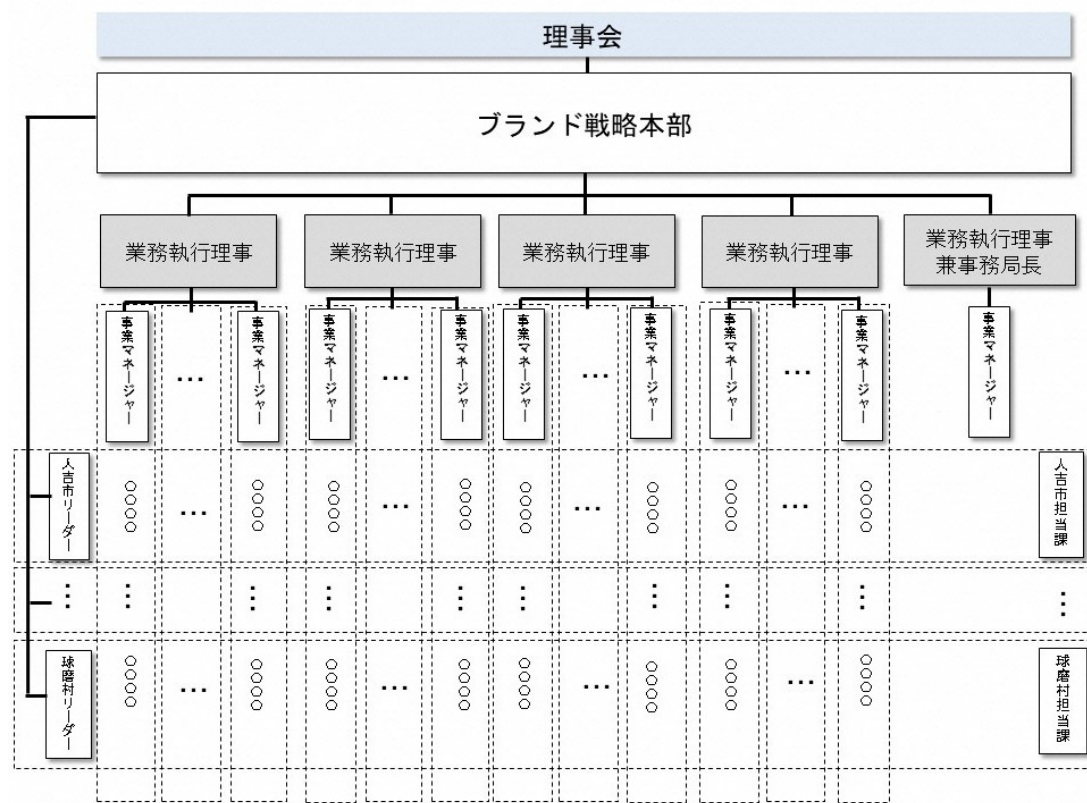 理事会
ブランド戦略本部
業務執行理事
業務執行理事
業務執行理事
業務執行理事
業務執行理事
兼事務局長
事業マネージャー
…
事業マネージャー
事業マネージャー
…
事業マネージャー
事業マネージャー
…
事業マネージャー
事業マネージャー
…
事業マネージャー
事業マネージャー
人吉市リーダー
○○○○
…
○○○○
○○○○
…
○○○○
○○○○
…
○○○○
○○○○
…
○○○○
人吉市担当課
⋮
⋮
⋮
⋮
⋮
⋮
⋮
⋮
⋮
⋮
球磨村リーダー
○○○○
…
○○○○
○○○○
…
○○○○
○○○○
…
○○○○
○○○○
…
○○○○
球磨村担当課